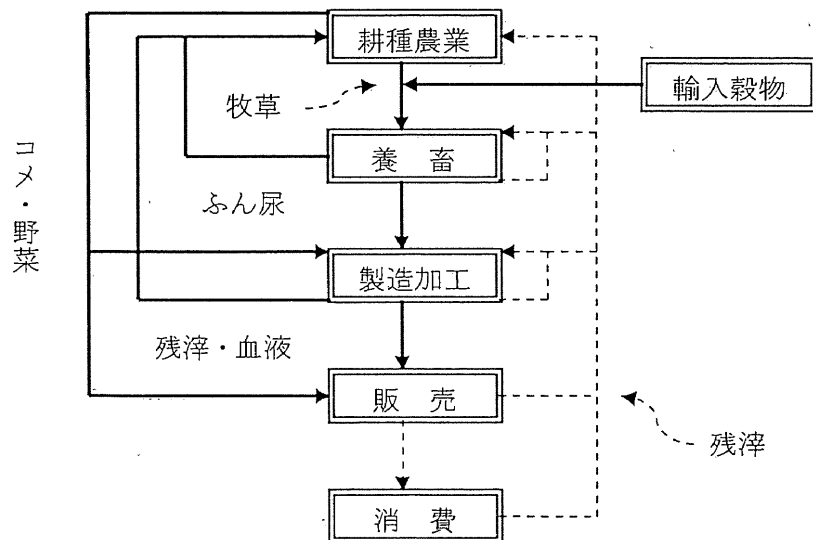 耕種農業
輸入穀物
牧草
養 畜
コメ・野菜
ふん尿
製造加工
残滓・血液
販 売
残滓
消 費